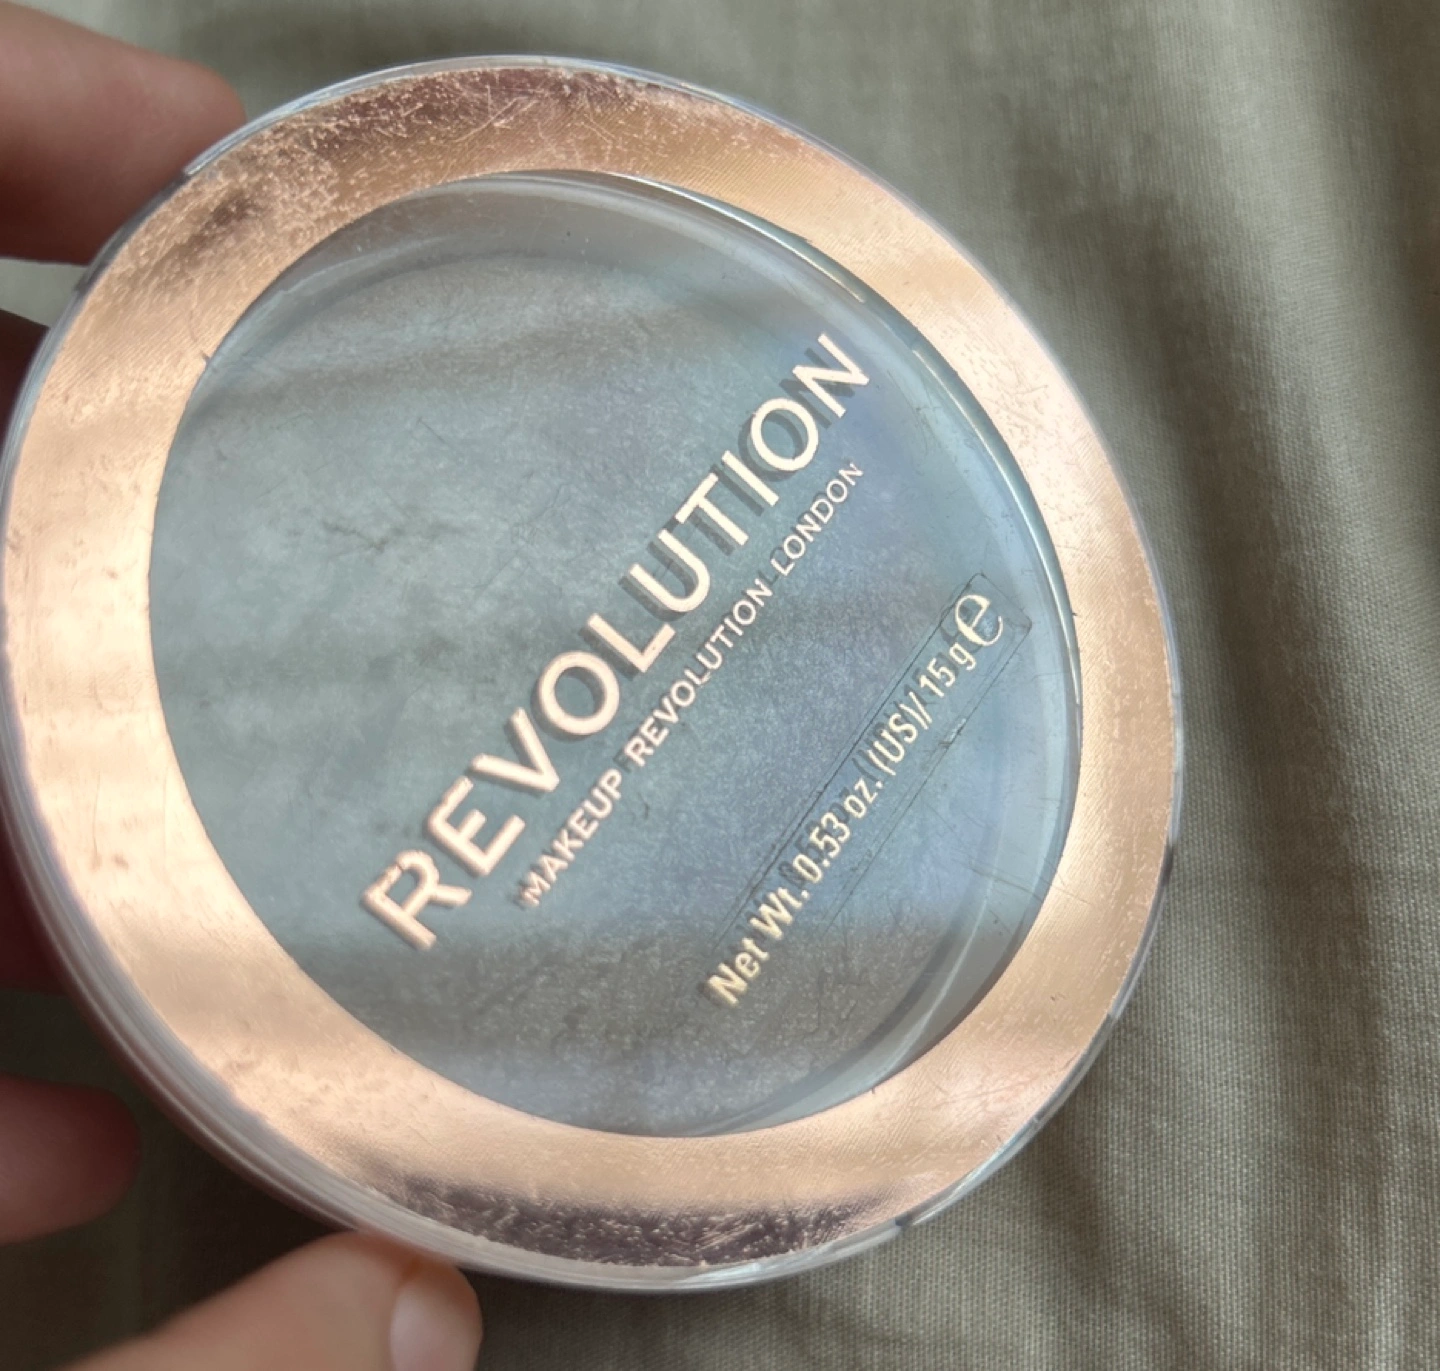 REVOLUTION
MAKEUP REVOLUTION LONDON
Net Wt. 0.53 oz. (US)/ 15 g e